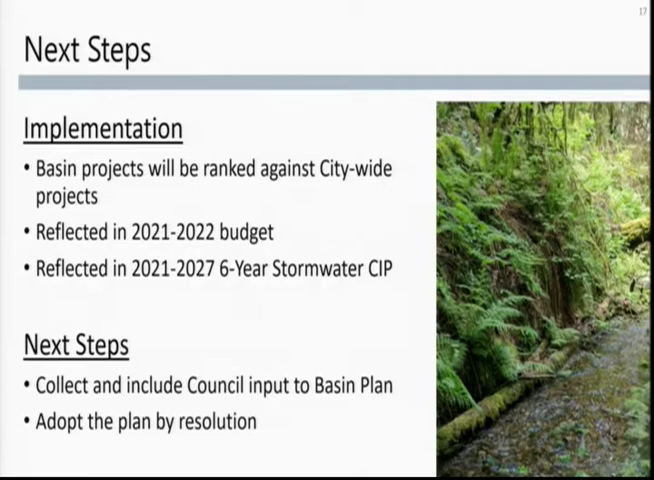 17
Next Steps
Implementation
• Basin projects will be ranked against City-wide
projects
• Reflected in 2021-2022 budget
• Reflected in 2021-2027 6-Year Stormwater CIP
Next Steps
• Collect and include Council input to Basin Plan
• Adopt the plan by resolution